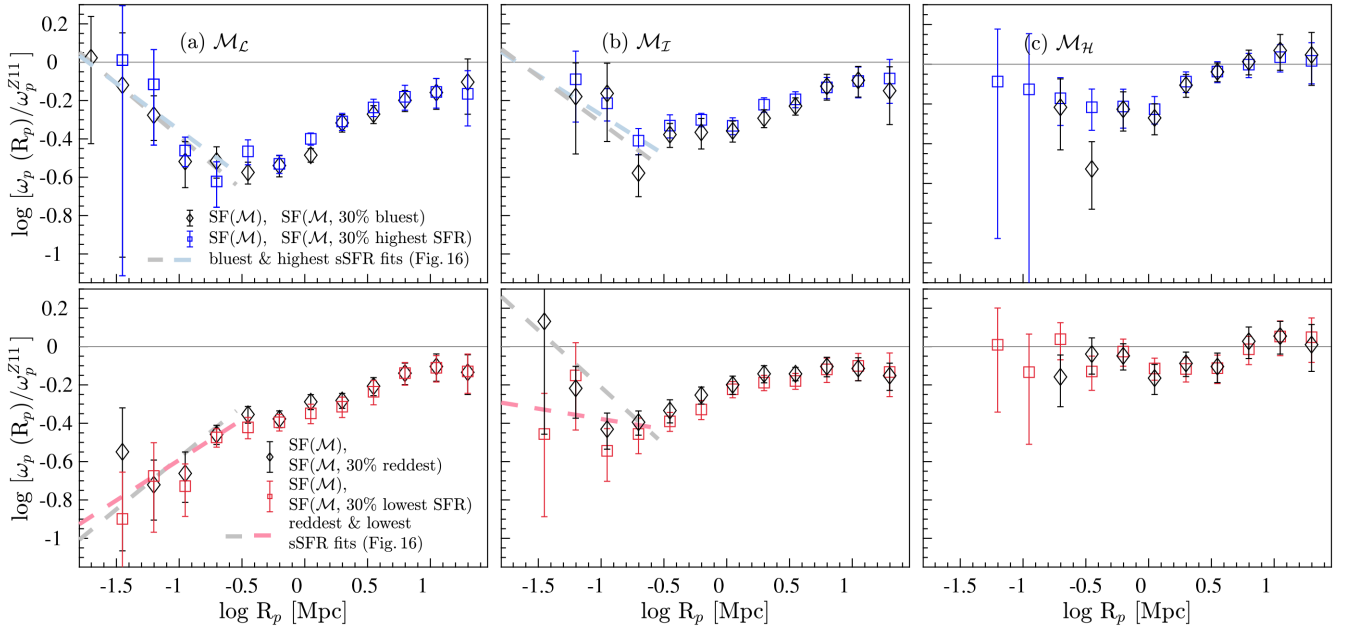 (a) M_L
(b) M_I
(c) M_H
log [ω_p (R_p)/ω_p^{Z11}]
0.2
0
-0.2
-0.4
-0.6
-0.8
-1
SF(M), SF(M, 30% bluest)
SF(M), SF(M, 30% highest SFR)
bluest & highest sSFR fits (Fig. 16)
log [ω_p (R_p)/ω_p^{Z11}]
0.2
0
-0.2
-0.4
-0.6
-0.8
-1
SF(M),
SF(M, 30% reddest)
SF(M),
SF(M, 30% lowest SFR)
reddest & lowest
sSFR fits (Fig. 16)
-1.5 -1 -0.5 0 0.5 1
-1.5 -1 -0.5 0 0.5 1
-1.5 -1 -0.5 0 0.5 1
log R_p [Mpc]
log R_p [Mpc]
log R_p [Mpc]